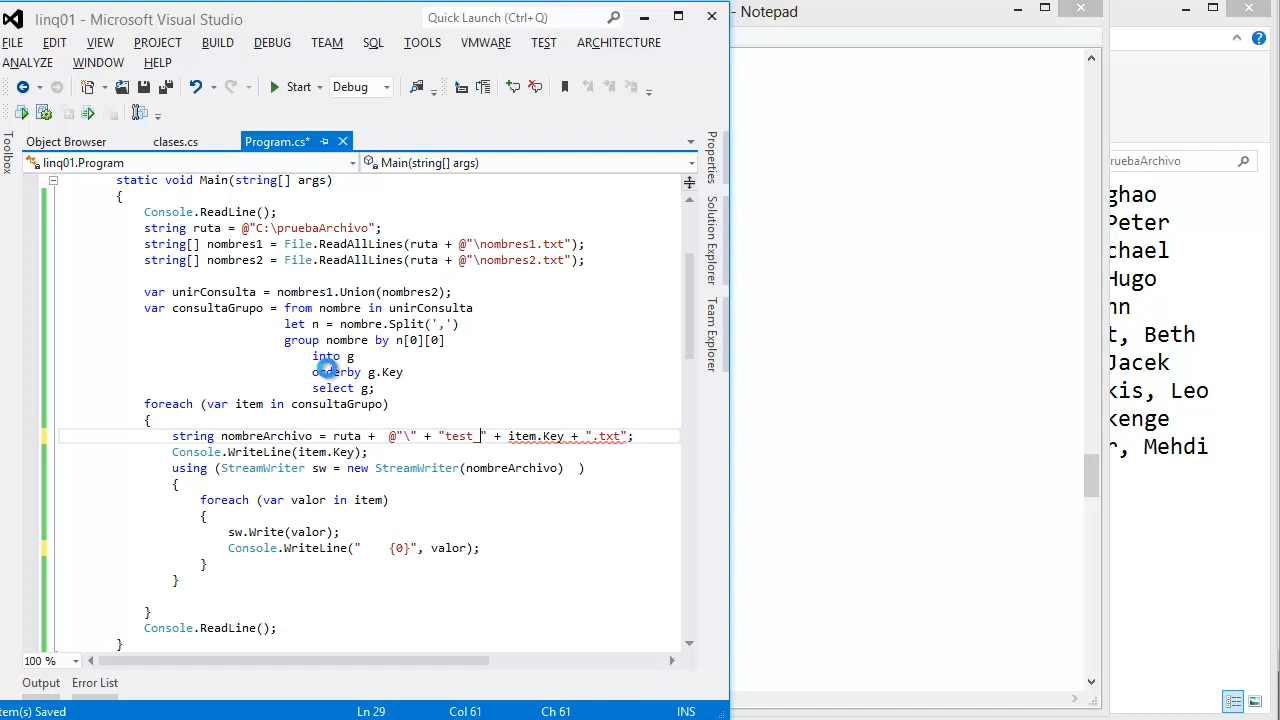 linq01 - Microsoft Visual Studio
Quick Launch (Ctrl+Q)
- Notepad
FILE EDIT VIEW PROJECT BUILD DEBUG TEAM SQL TOOLS VMWARE TEST ARCHITECTURE
ANALYZE WINDOW HELP
Start Debug
Object Browser clases.cs Program.cs*
linq01.Program Main(string[] args)
Toolbox
static void Main(string[] args)
{
Console.ReadLine();
string ruta = @"C:\pruebaArchivo";
string[] nombres1 = File.ReadAllLines(ruta + @"\nombres1.txt");
string[] nombres2 = File.ReadAllLines(ruta + @"\nombres2.txt");
var unirConsulta = nombres1.Union(nombres2);
var consultaGrupo = from nombre in unirConsulta
let n = nombre.Split(',')
group nombre by n[0][0]
into g
orderby g.Key
select g;
foreach (var item in consultaGrupo)
{
string nombreArchivo = ruta +  @"\" + "test_" + item.Key + ".txt";
Console.WriteLine(item.Key);
using (StreamWriter sw = new StreamWriter(nombreArchivo)  )
{
foreach (var valor in item)
{
sw.Write(valor);
Console.WriteLine("    {0}", valor);
}
}
}
Console.ReadLine();
}
100 %
Output Error List
tem(s) Saved Ln 29 Col 61 Ch 61 INS
Properties
Solution Explorer
Team Explorer
ruebaArchivo
ghao
Peter
chael
Hugo
nn
t, Beth
Jacek
kis, Leo
kenge
r, Mehdi